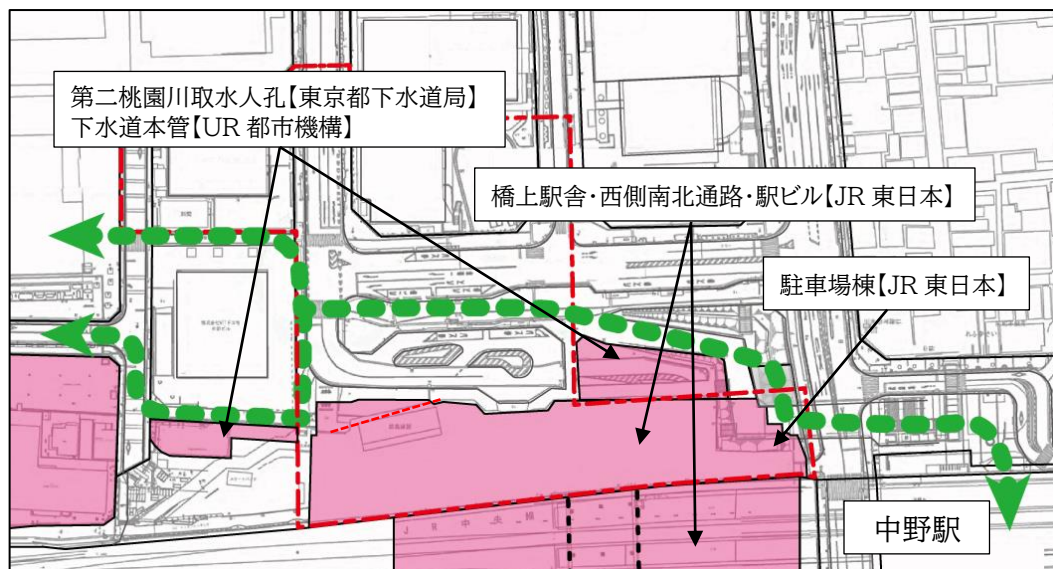 第二桃園川取水人孔【東京都下水道局】
下水道本管【UR 都市機構】
橋上駅舎・西側南北通路・駅ビル【JR 東日本】
駐車場棟【JR 東日本】
中野駅